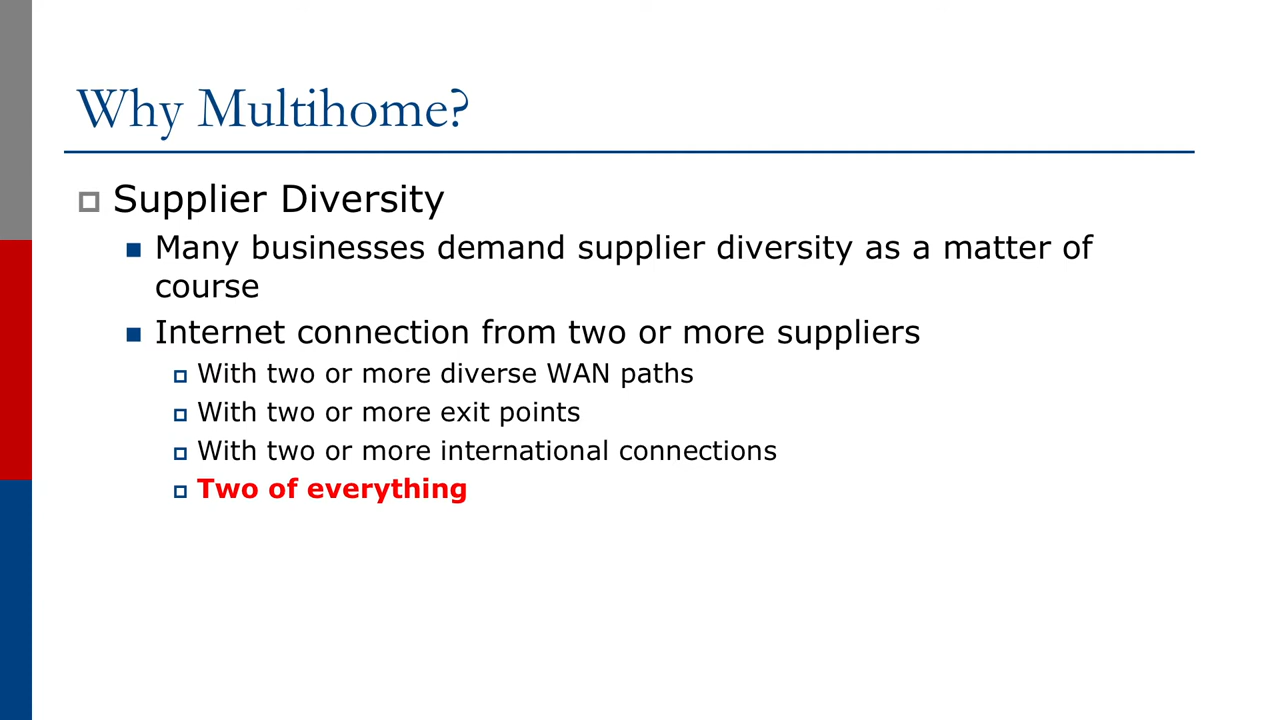 Why Multihome?
Supplier Diversity
Many businesses demand supplier diversity as a matter of
course
Internet connection from two or more suppliers
With two or more diverse WAN paths
With two or more exit points
With two or more international connections
Two of everything